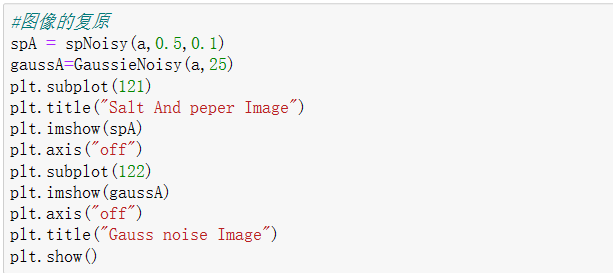 #图像的复原
spA = spNoisy(a,0.5,0.1)
gaussA=GaussieNoisy(a,25)
plt.subplot(121)
plt.title("Salt And peper Image")
plt.imshow(spA)
plt.axis("off")
plt.subplot(122)
plt.imshow(gaussA)
plt.axis("off")
plt.title("Gauss noise Image")
plt.show()